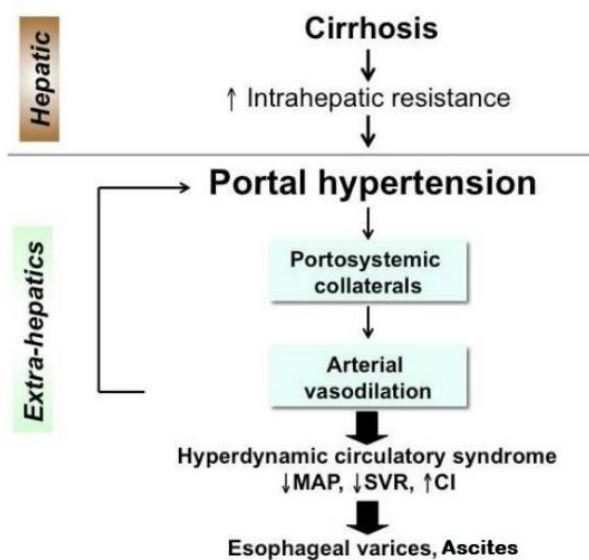 Hepatic
Cirrhosis
↑ Intrahepatic resistance
Extra-hepatics
Portal hypertension
Portosystemic
collaterals
Arterial
vasodilation
Hyperdynamic circulatory syndrome
↓MAP, ↓SVR, ↑CI
Esophageal varices, Ascites